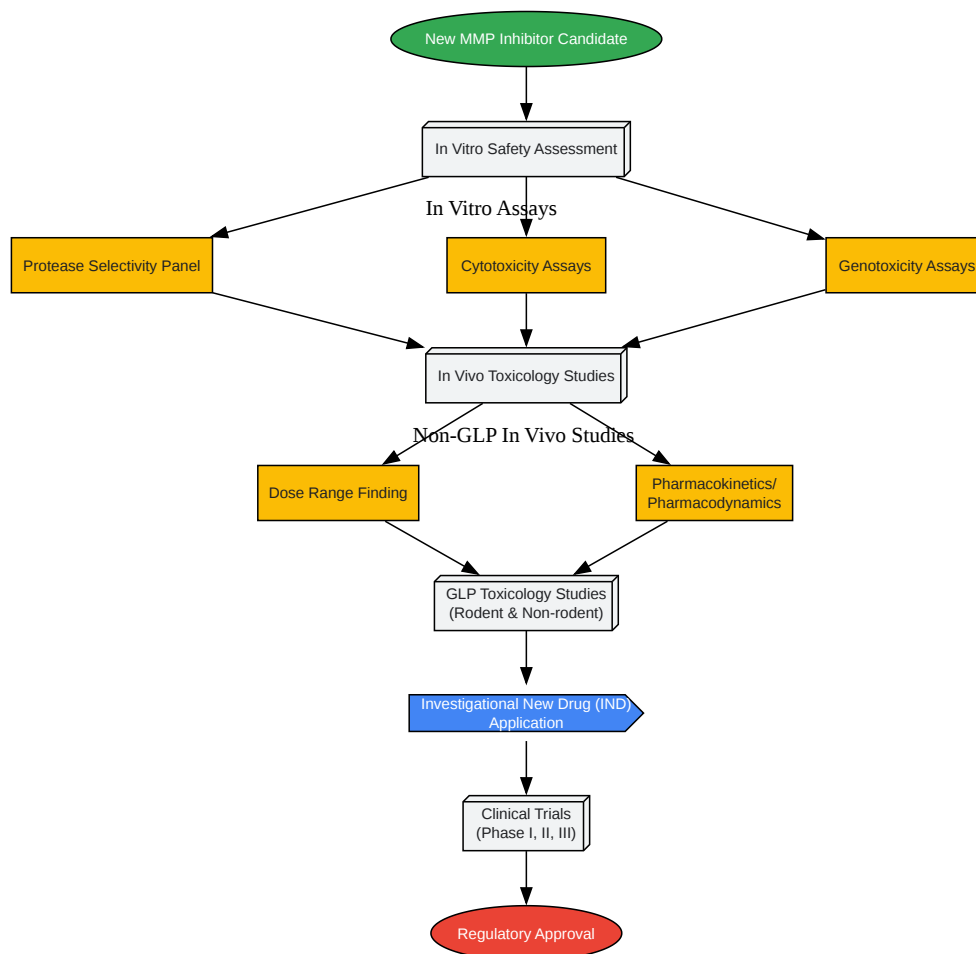 New MMP Inhibitor Candidate
In Vitro Safety Assessment
In Vitro Assays
Protease Selectivity Panel
Cytotoxicity Assays
Genotoxicity Assays
In Vivo Toxicology Studies
Non-GLP In Vivo Studies
Dose Range Finding
Pharmacokinetics/
Pharmacodynamics
GLP Toxicology Studies
(Rodent & Non-rodent)
Investigational New Drug (IND)
Application
Clinical Trials
(Phase I, II, III)
Regulatory Approval